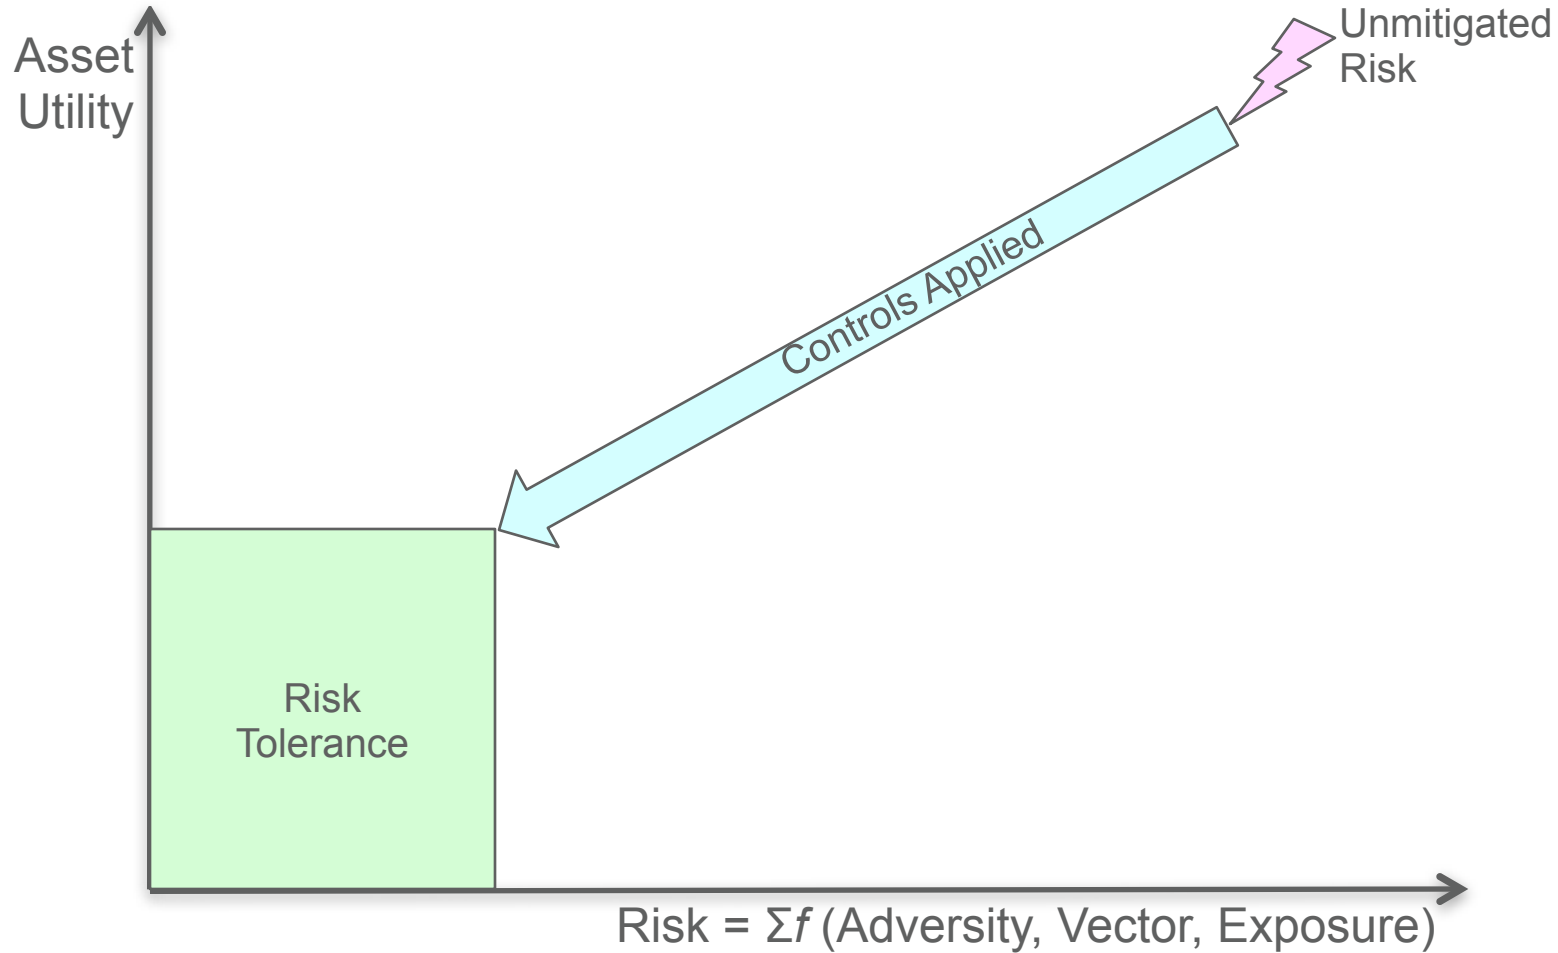 Asset
Utility
Unmitigated
Risk
Controls Applied
Risk
Tolerance
Risk = Σf (Adversity, Vector, Exposure)